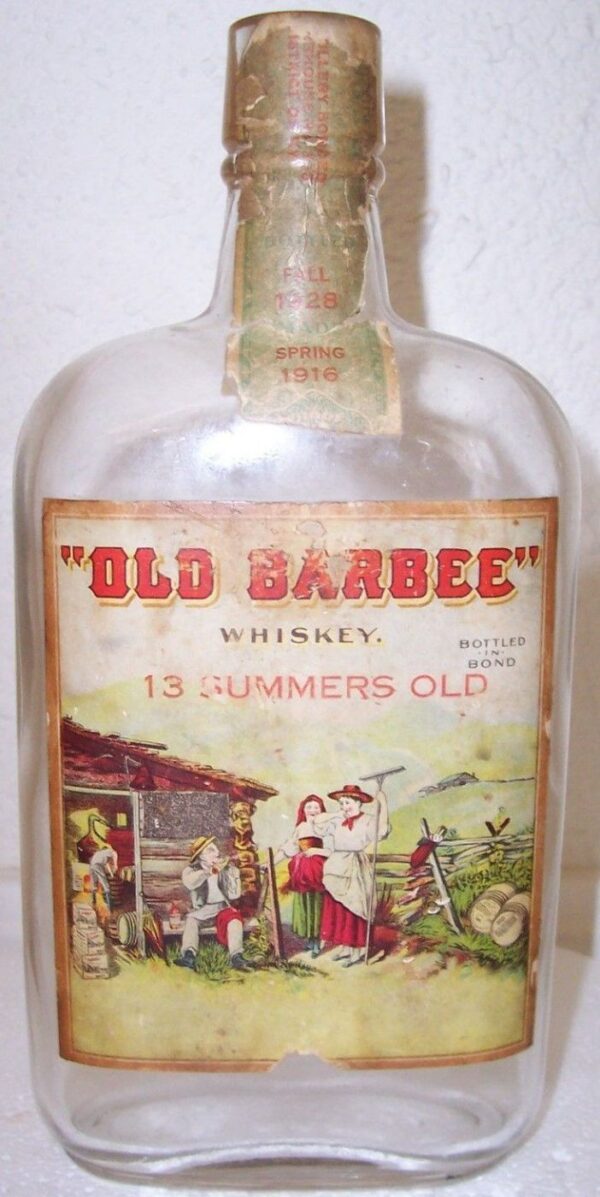 BOTTLED
FALL
1928
MADE
SPRING
1916
"OLD BARBEE"
WHISKEY.
BOTTLED
-IN-
BOND
13 SUMMERS OLD